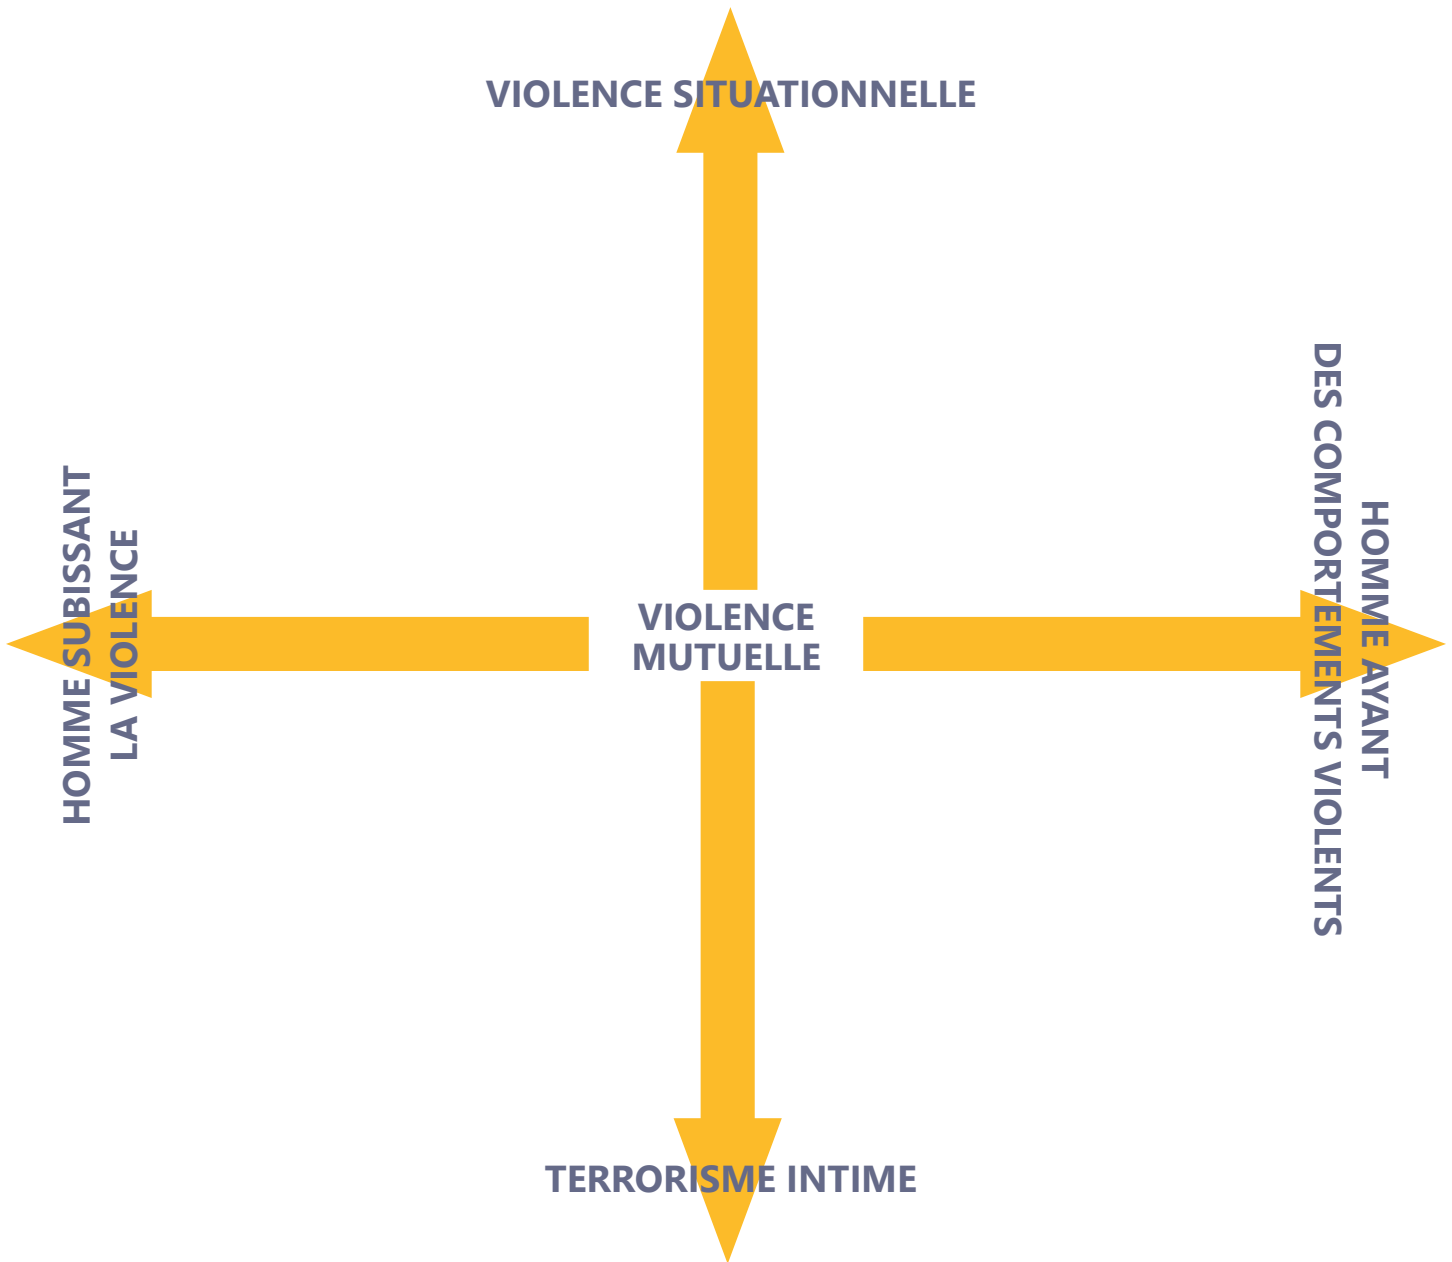 VIOLENCE SITUATIONNELLE
HOMME SUBISSANT
LA VIOLENCE
VIOLENCE
MUTUELLE
HOMME AYANT
DES COMPORTEMENTS VIOLENTS
TERRORISME INTIME